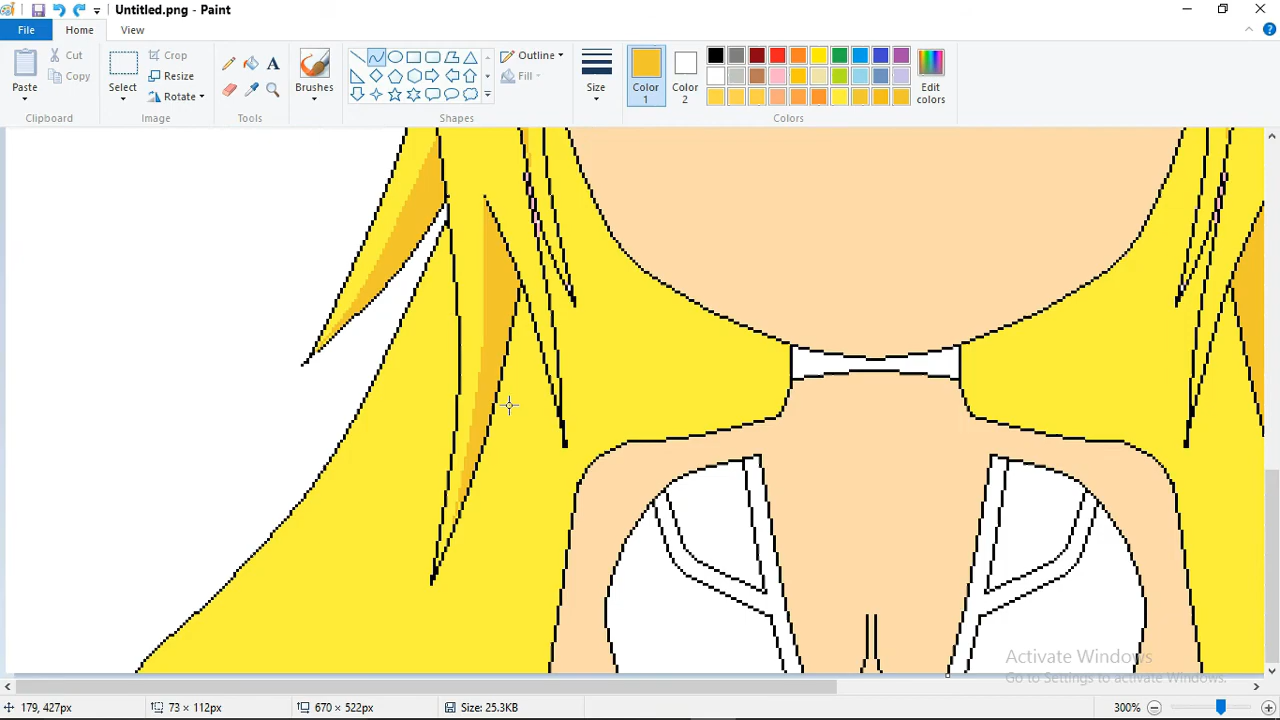 Untitled.png - Paint
File
Home
View
Paste
Cut
Copy
Clipboard
Select
Crop
Resize
Rotate
Image
A
Tools
Brushes
Shapes
Outline
Fill
Size
Color
1
Color
2
Edit
colors
Colors
Activate Windows
Go to Settings to activate Windows.
179, 427px
73 × 112px
670 × 522px
Size: 25.3KB
300%